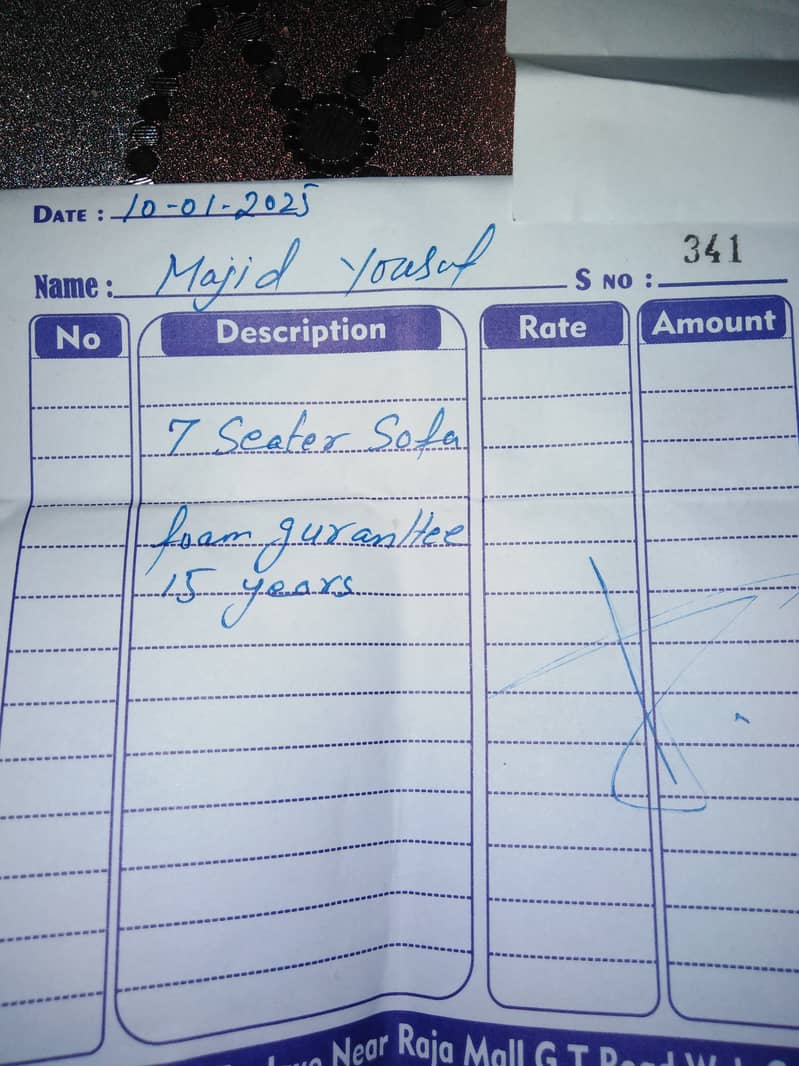 DATE : 10-01-2025
341
Name : Majid Yousaf S NO :
No Description Rate Amount
7 Seater Sofa
foam guranttee
15 years
Near Raja Mall G T Road